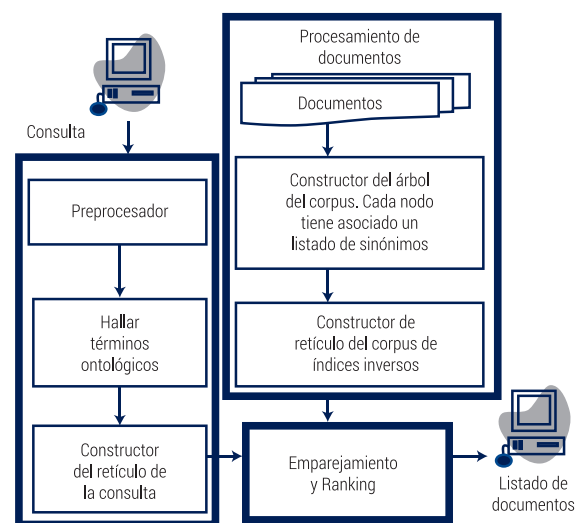 Consulta
Preprocesador
Hallar
términos
ontológicos
Constructor
del retículo de
la consulta
Procesamiento de
documentos
Documentos
Constructor del árbol
del corpus. Cada nodo
tiene asociado un
listado de sinónimos
Constructor de
retículo del corpus de
índices inversos
Emparejamiento
y Ranking
Listado de
documentos